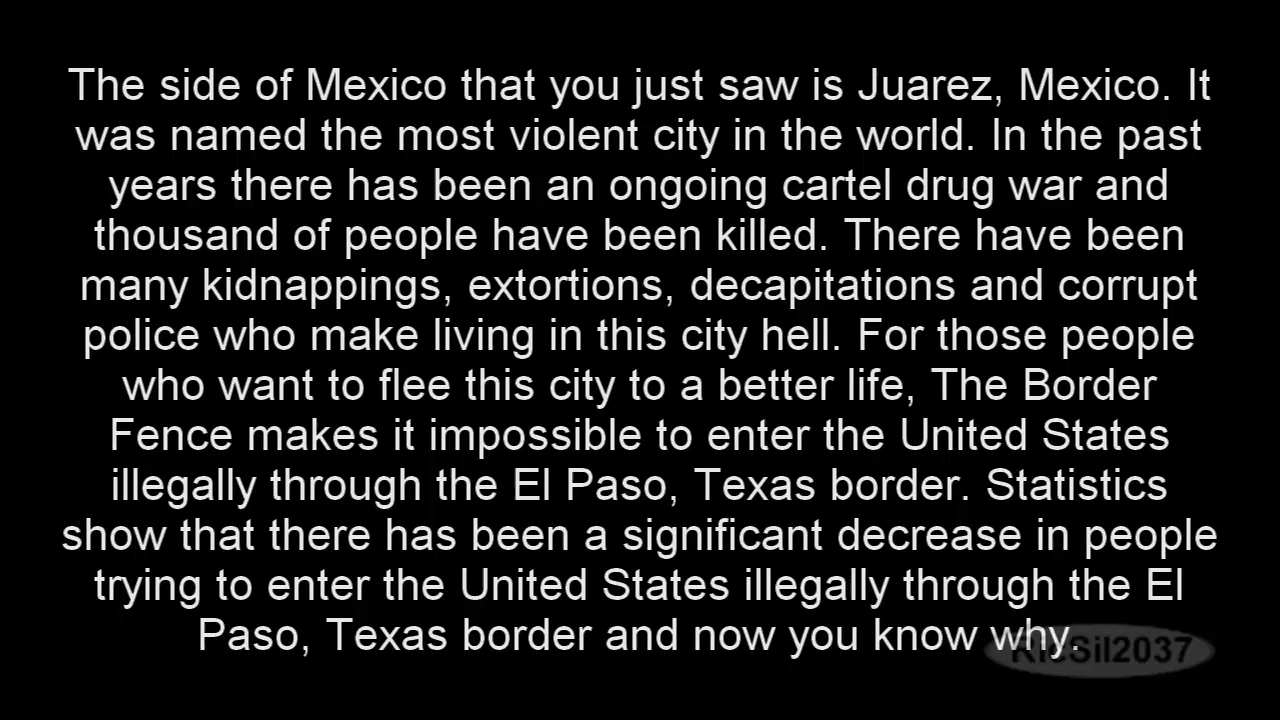 The side of Mexico that you just saw is Juarez, Mexico. It
was named the most violent city in the world. In the past
years there has been an ongoing cartel drug war and
thousand of people have been killed. There have been
many kidnappings, extortions, decapitations and corrupt
police who make living in this city hell. For those people
who want to flee this city to a better life, The Border
Fence makes it impossible to enter the United States
illegally through the El Paso, Texas border. Statistics
show that there has been a significant decrease in people
trying to enter the United States illegally through the El
Paso, Texas border and now you know why.
RicSil2037